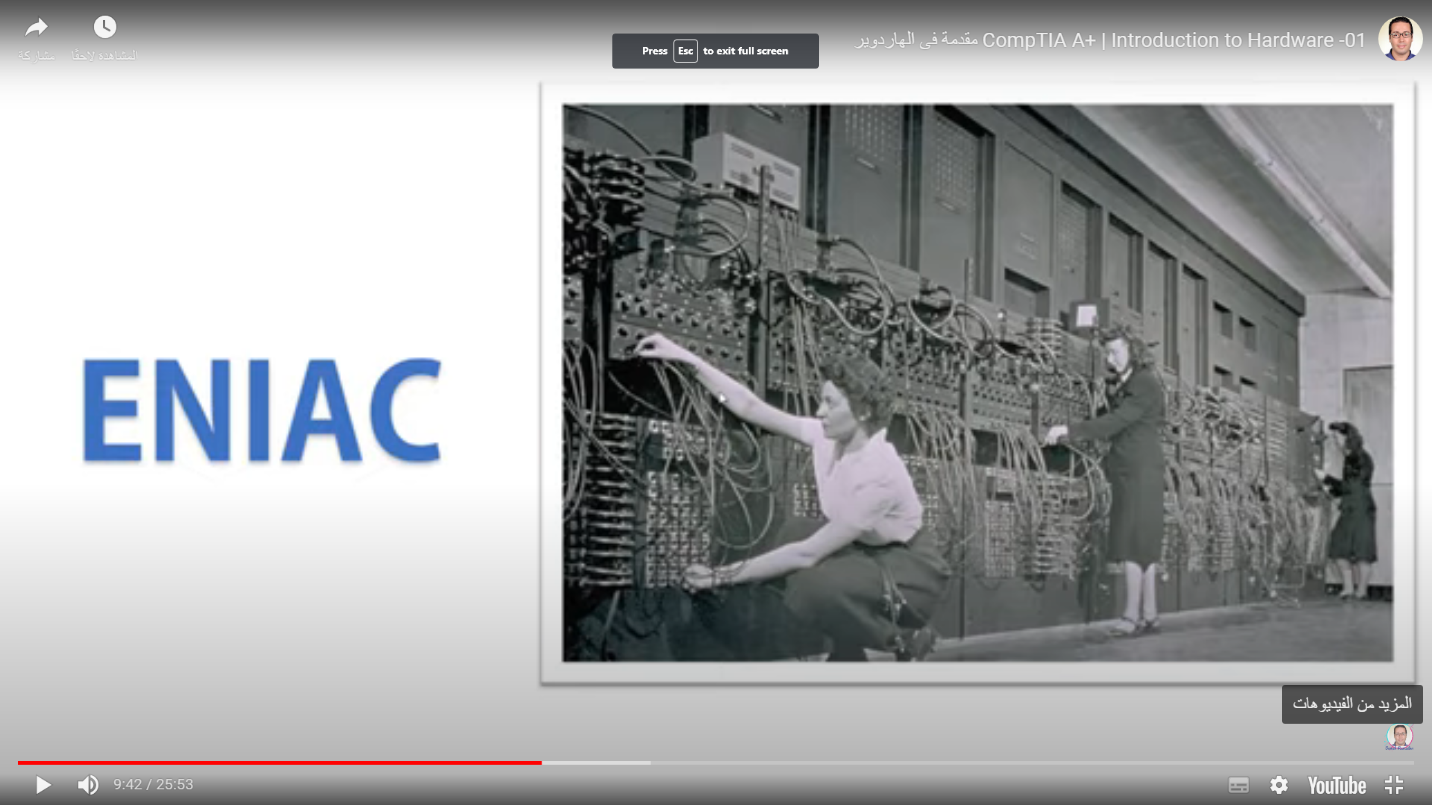 مشاركة
المشاهدة لاحقًا
Press Esc to exit full screen
01- CompTIA A+ | Introduction to Hardware مقدمة فى الهاردوير
ENIAC
المزيد من الفيديوهات
9:42 / 25:53
YouTube